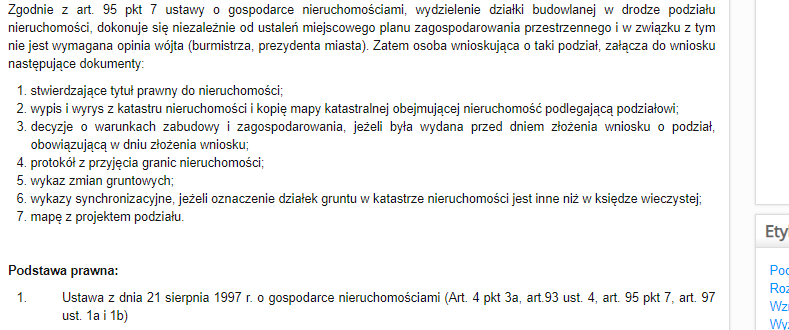 Zgodnie z art. 95 pkt 7 ustawy o gospodarce nieruchomościami, wydzielenie działki budowlanej w drodze podziału
nieruchomości, dokonuje się niezależnie od ustaleń miejscowego planu zagospodarowania przestrzennego i w związku z tym
nie jest wymagana opinia wójta (burmistrza, prezydenta miasta). Zatem osoba wnioskująca o taki podział, załącza do wniosku
następujące dokumenty:
1. stwierdzające tytuł prawny do nieruchomości;
2. wypis i wyrys z katastru nieruchomości i kopię mapy katastralnej obejmującej nieruchomość podlegającą podziałowi;
3. decyzje o warunkach zabudowy i zagospodarowania, jeżeli była wydana przed dniem złożenia wniosku o podział,
obowiązującą w dniu złożenia wniosku;
4. protokół z przyjęcia granic nieruchomości;
5. wykaz zmian gruntowych;
6. wykazy synchronizacyjne, jeżeli oznaczenie działek gruntu w katastrze nieruchomości jest inne niż w księdze wieczystej;
7. mapę z projektem podziału.
Podstawa prawna:
1. Ustawa z dnia 21 sierpnia 1997 r. o gospodarce nieruchomościami (Art. 4 pkt 3a, art.93 ust. 4, art. 95 pkt 7, art. 97
ust. 1a i 1b)
Ety